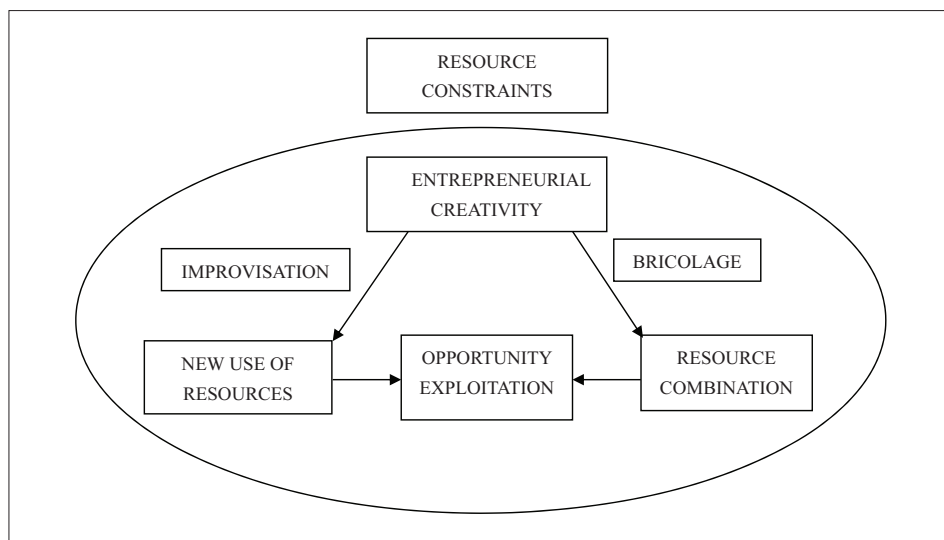 RESOURCE
CONSTRAINTS
ENTREPRENEURIAL
CREATIVITY
IMPROVISATION
BRICOLAGE
NEW USE OF
RESOURCES
OPPORTUNITY
EXPLOITATION
RESOURCE
COMBINATION